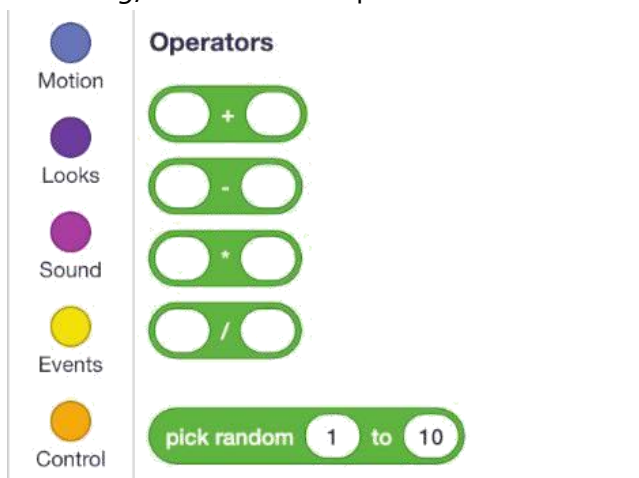 Operators
Motion
+
Looks
-
Sound
*
Events
/
Control
pick random 1 to 10